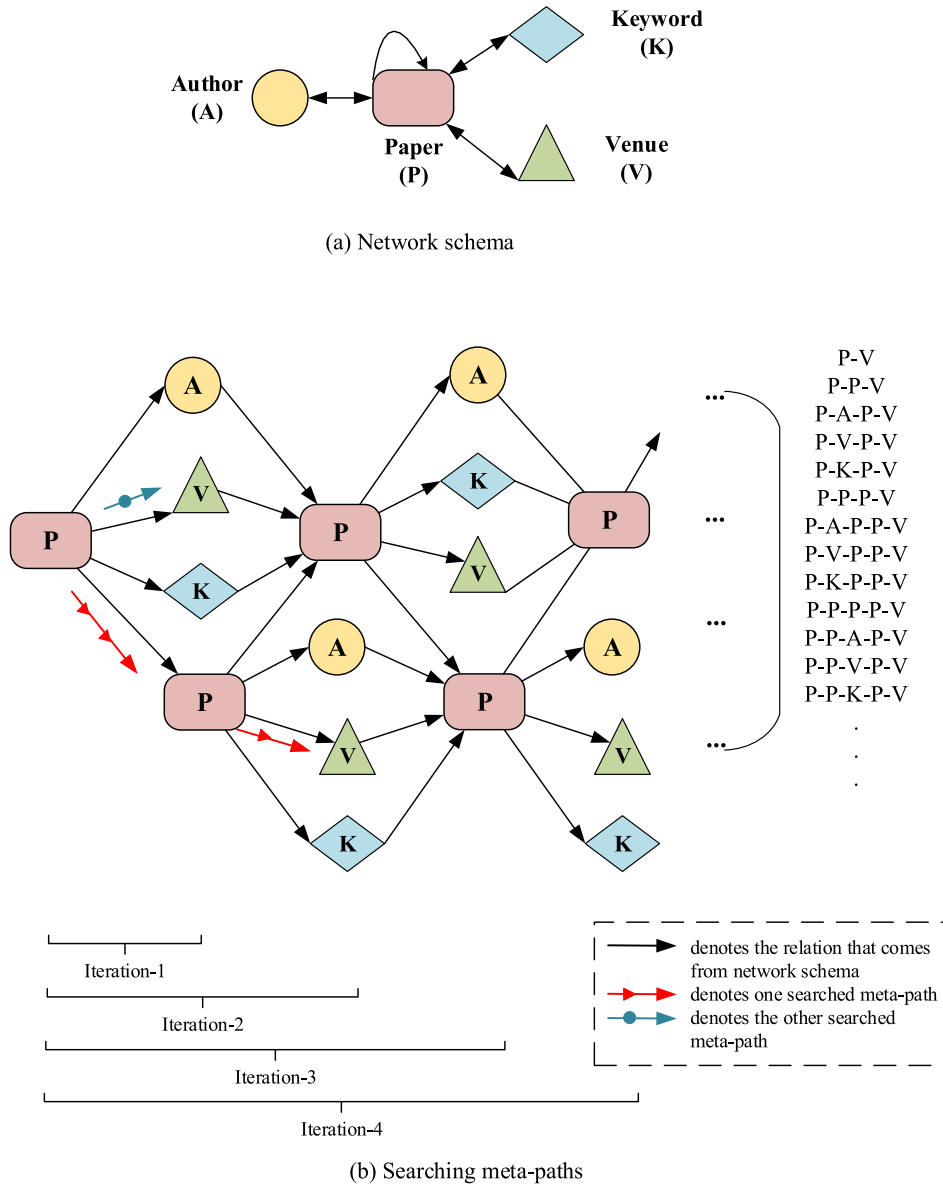 Keyword
(K)
Author
(A)
Paper
(P)
Venue
(V)
(a) Network schema
A
V
P
K
P
A
V
K
P
A
K
V
P
P
A
V
K
...
...
...
...
P-V
P-P-V
P-A-P-V
P-V-P-V
P-K-P-V
P-P-P-V
P-A-P-P-V
P-V-P-P-V
P-K-P-P-V
P-P-P-P-V
P-P-A-P-V
P-P-V-P-V
P-P-K-P-V
.
.
.
Iteration-1
Iteration-2
Iteration-3
Iteration-4
denotes the relation that comes
from network schema
denotes one searched meta-path
denotes the other searched
meta-path
(b) Searching meta-paths